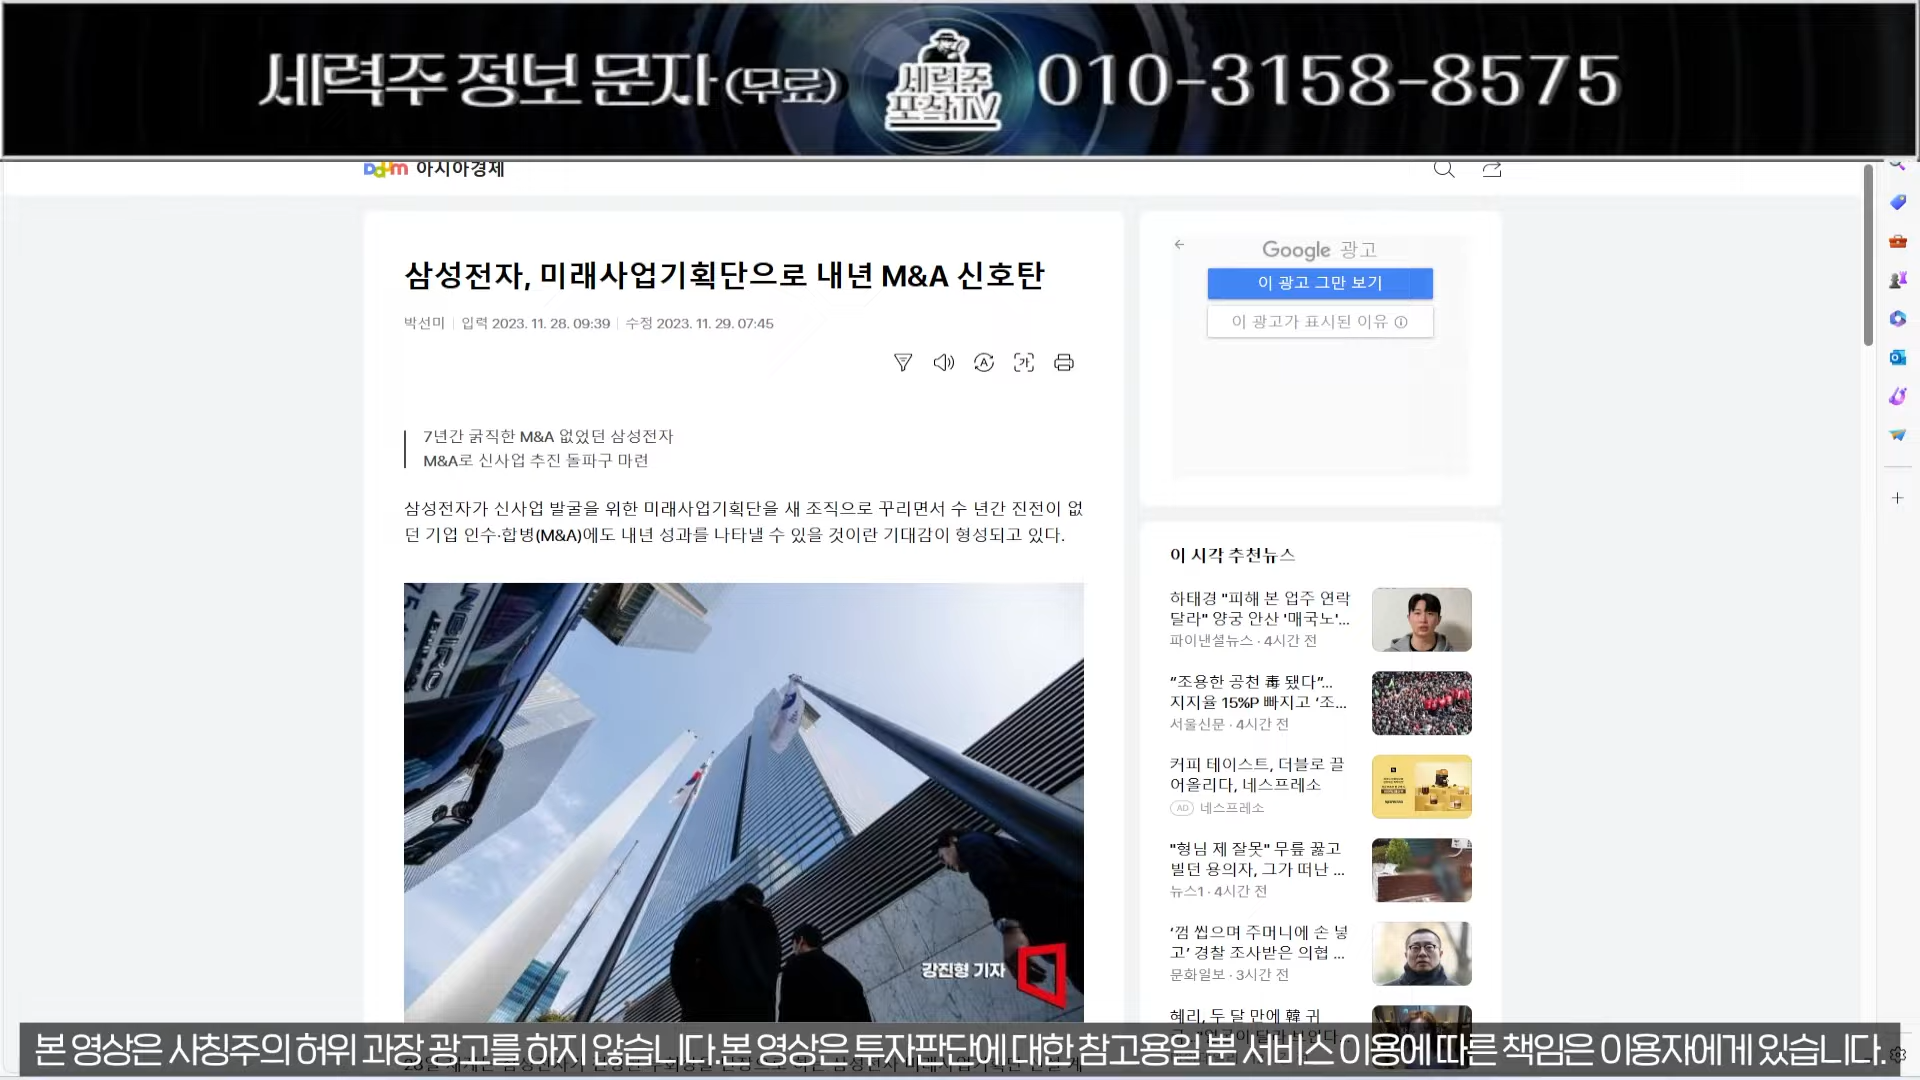 세력주 정보 문자 (무료)
세력주
포착TV
010-3158-8575
Daum 아시아경제
삼성전자, 미래사업기획단으로 내년 M&A 신호탄
박선미 입력 2023. 11. 28. 09:39 수정 2023. 11. 29. 07:45
7년간 굵직한 M&A 없었던 삼성전자
M&A로 신사업 추진 돌파구 마련
삼성전자가 신사업 발굴을 위한 미래사업기획단을 새 조직으로 꾸리면서 수 년간 진전이 없
던 기업 인수·합병(M&A)에도 내년 성과를 나타낼 수 있을 것이란 기대감이 형성되고 있다.
강진형 기자
Google 광고
이 광고 그만 보기
이 광고가 표시된 이유
이 시각 추천뉴스
하태경 "피해 본 업주 연락
달라" 양궁 안산 '매국노'...
파이낸셜뉴스 · 4시간 전
“조용한 공천 毒 됐다”...
지지율 15%P 빠지고 ‘조...
서울신문 · 4시간 전
커피 테이스트, 더블로 끌
어올리다, 네스프레소
AD 네스프레소
"형님 제 잘못" 무릎 꿇고
빌던 용의자, 그가 떠난 ...
뉴스1 · 4시간 전
‘껌 씹으며 주머니에 손 넣
고’ 경찰 조사받은 의협 ...
문화일보 · 3시간 전
혜리, 두 달 만에 韓 귀
본 영상은 사칭주의 허위 과장 광고를 하지 않습니다.본 영상은 투자판단에 대한 참고용일 뿐 서비스 이용에 따른 책임은 이용자에게 있습니다.